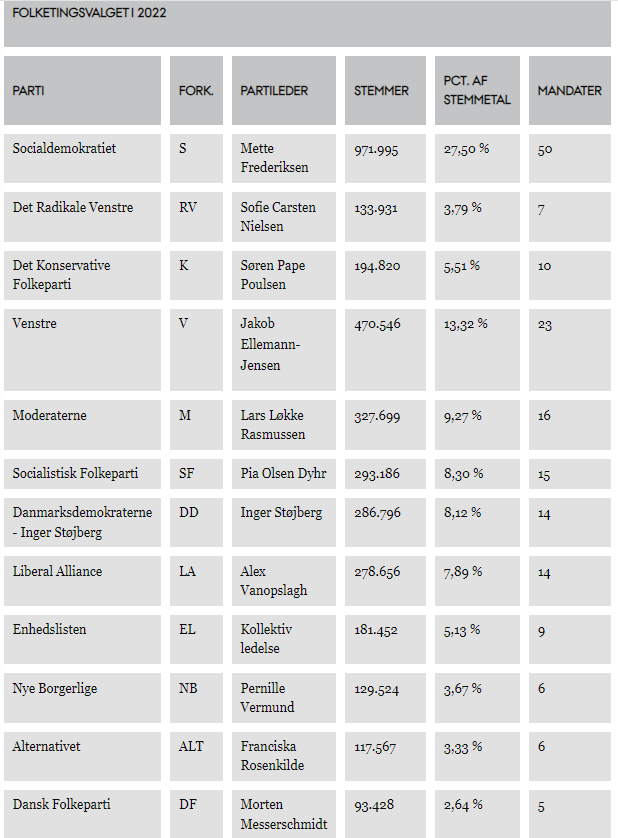 FOLKETINGSVALGET I 2022
PARTI FORK. PARTILEDER STEMMER PCT. AF STEMMETAL MANDATER
Socialdemokratiet S Mette Frederiksen 971.995 27,50 % 50
Det Radikale Venstre RV Sofie Carsten Nielsen 133.931 3,79 % 7
Det Konservative Folkeparti K Søren Pape Poulsen 194.820 5,51 % 10
Venstre V Jakob Ellemann-Jensen 470.546 13,32 % 23
Moderaterne M Lars Løkke Rasmussen 327.699 9,27 % 16
Socialistisk Folkeparti SF Pia Olsen Dyhr 293.186 8,30 % 15
Danmarksdemokraterne - Inger Støjberg DD Inger Støjberg 286.796 8,12 % 14
Liberal Alliance LA Alex Vanopslagh 278.656 7,89 % 14
Enhedslisten EL Kollektiv ledelse 181.452 5,13 % 9
Nye Borgerlige NB Pernille Vermund 129.524 3,67 % 6
Alternativet ALT Franciska Rosenkilde 117.567 3,33 % 6
Dansk Folkeparti DF Morten Messerschmidt 93.428 2,64 % 5